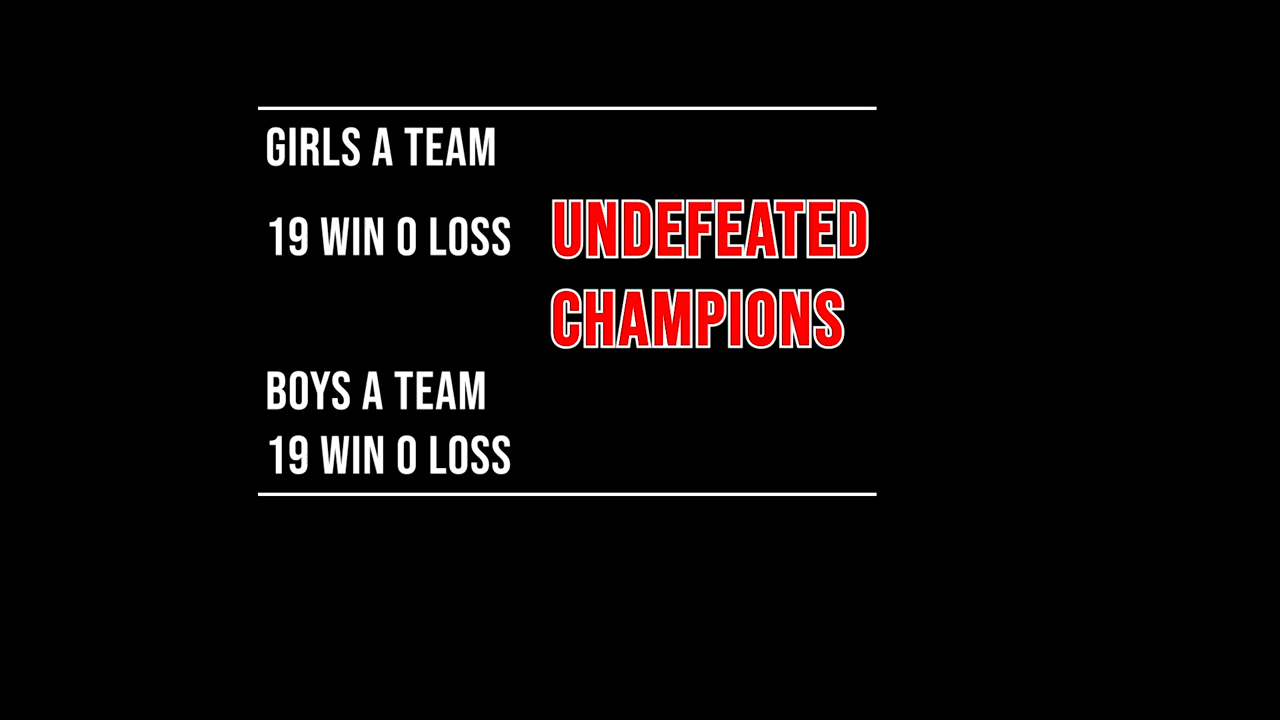 GIRLS A TEAM
19 WIN 0 LOSS
UNDEFEATED
CHAMPIONS
BOYS A TEAM
19 WIN 0 LOSS